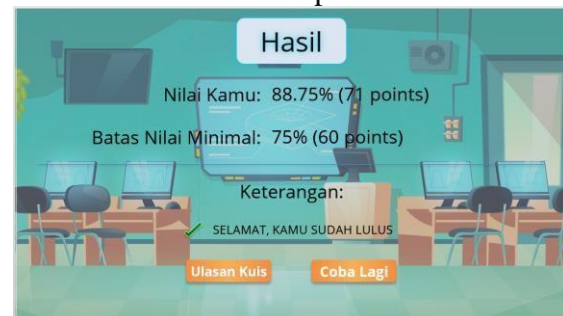 Hasil
Nilai Kamu: 88.75% (71 points)
Batas Nilai Minimal: 75% (60 points)
Keterangan:
SELAMAT, KAMU SUDAH LULUS
Ulasan Kuis Coba Lagi